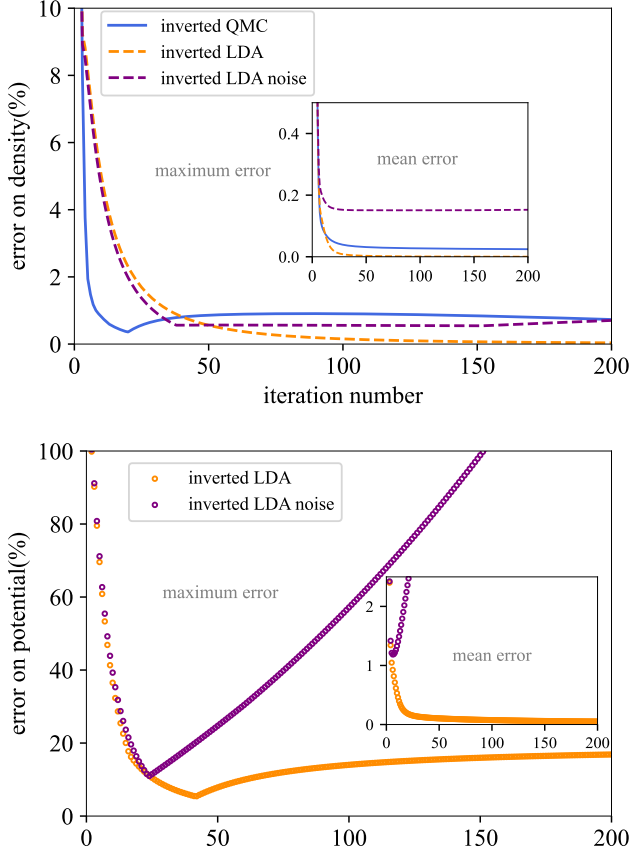 10
8
6
4
2
0
error on density(%)
inverted QMC
inverted LDA
inverted LDA noise
maximum error
mean error
0.4
0.2
0.0
0 50 100 150 200
0 50 100 150 200
iteration number
100
80
60
40
20
0
error on potential(%)
inverted LDA
inverted LDA noise
maximum error
mean error
2
1
0
0 50 100 150 200
0 50 100 150 200